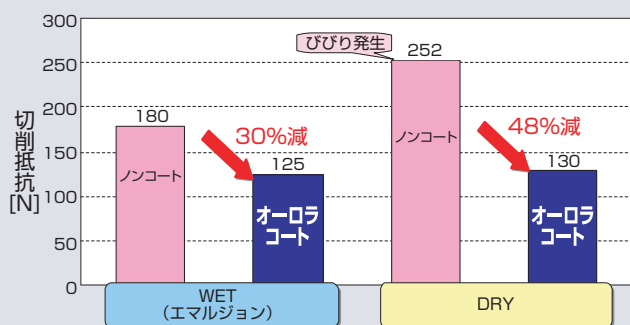 300
250
200
150
100
50
0
切削抵抗
[N]
180
ノンコート
30%減
125
オーロラ
コート
びびり発生
252
ノンコート
48%減
130
オーロラ
コート
WET
（エマルジョン）
DRY